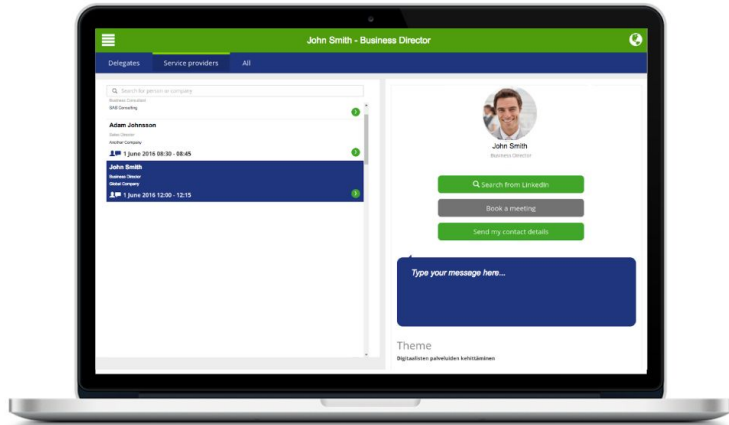 John Smith - Business Director
Delegates Service providers All
Search for person or company
Business Consultant
BAB Consulting
Adam Johnsson
Sales Director
Another Company
1 June 2016 08:30 - 08:45
John Smith
Business Director
Global Company
1 June 2016 12:00 - 12:15
John Smith
Business Director
Search from LinkedIn
Book a meeting
Send my contact details
Type your message here...
Theme
Digitaalisten palveluiden kehittäminen